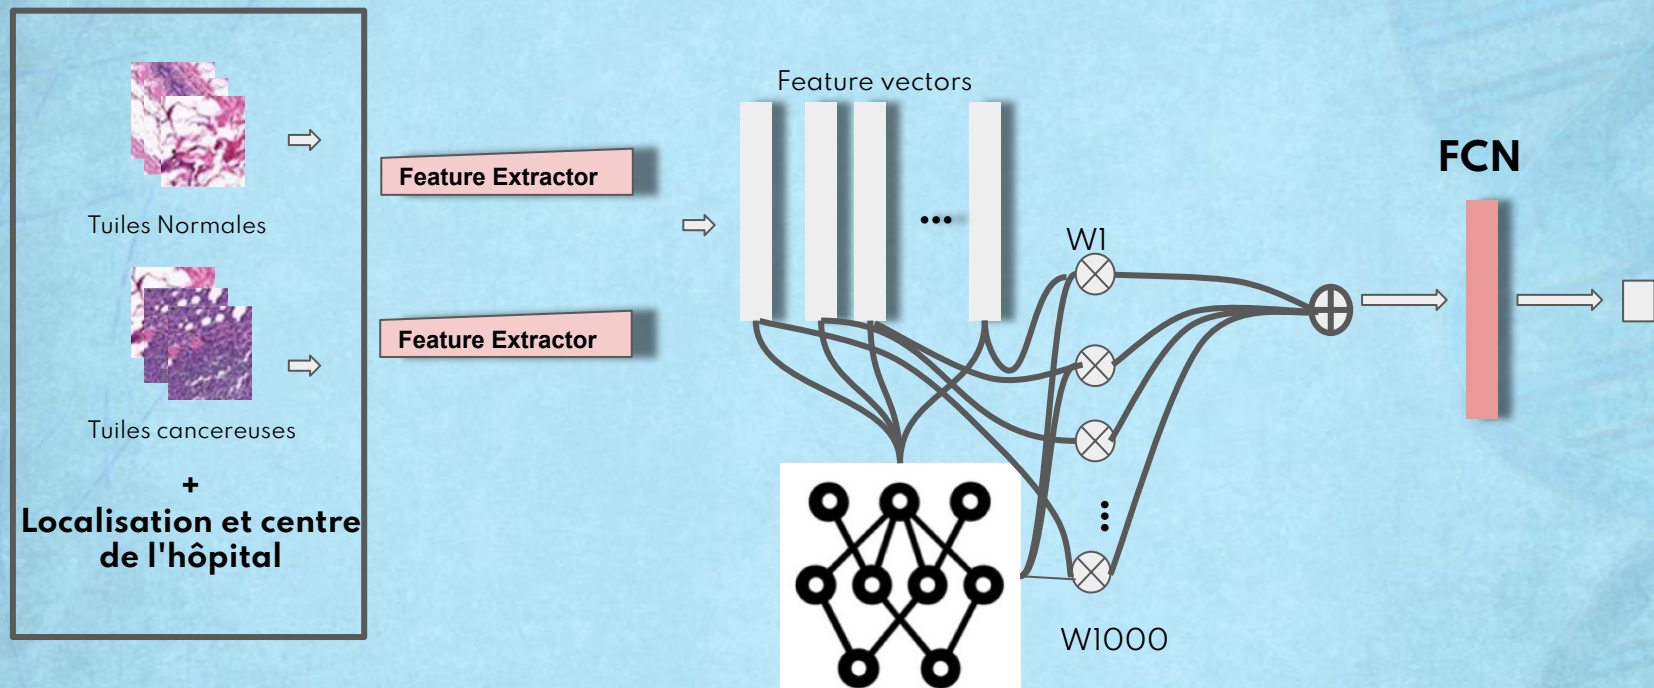 Tuiles Normales
Tuiles cancereuses
+
Localisation et centre
de l'hôpital
Feature Extractor
Feature Extractor
Feature vectors
...
W1
...
W1000
FCN